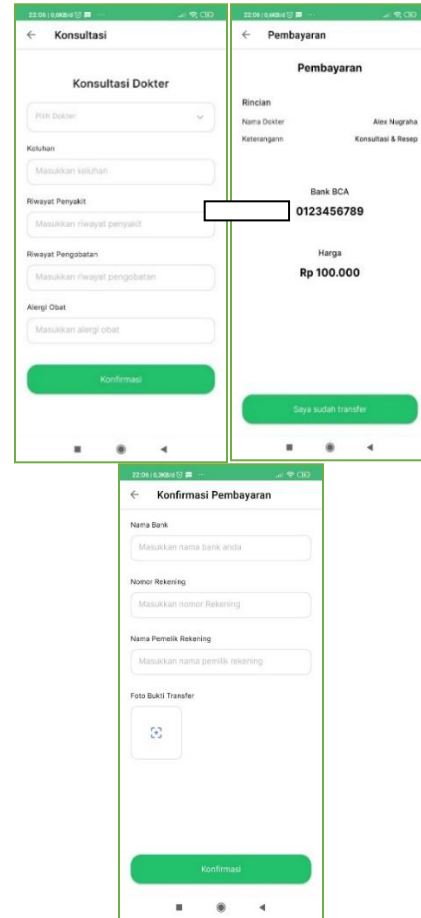 Konsultasi
Konsultasi Dokter
Pilih Dokter
Keluhan
Masukkan keluhan
Riwayat Penyakit
Masukkan riwayat penyakit
Riwayat Pengobatan
Masukkan riwayat pengobatan
Alergi Obat
Masukkan alergi obat
Konfirmasi
Pembayaran
Pembayaran
Rincian
Nama Dokter Alex Nugraha
Keterangann Konsultasi & Resep
Bank BCA
0123456789
Harga
Rp 100.000
Saya sudah transfer
Konfirmasi Pembayaran
Nama Bank
Masukkan nama bank anda
Nomor Rekening
Masukkan nomor Rekening
Nama Pemelik Rekening
Masukkan nama pemilik rekening
Foto Bukti Transfer
Konfirmasi